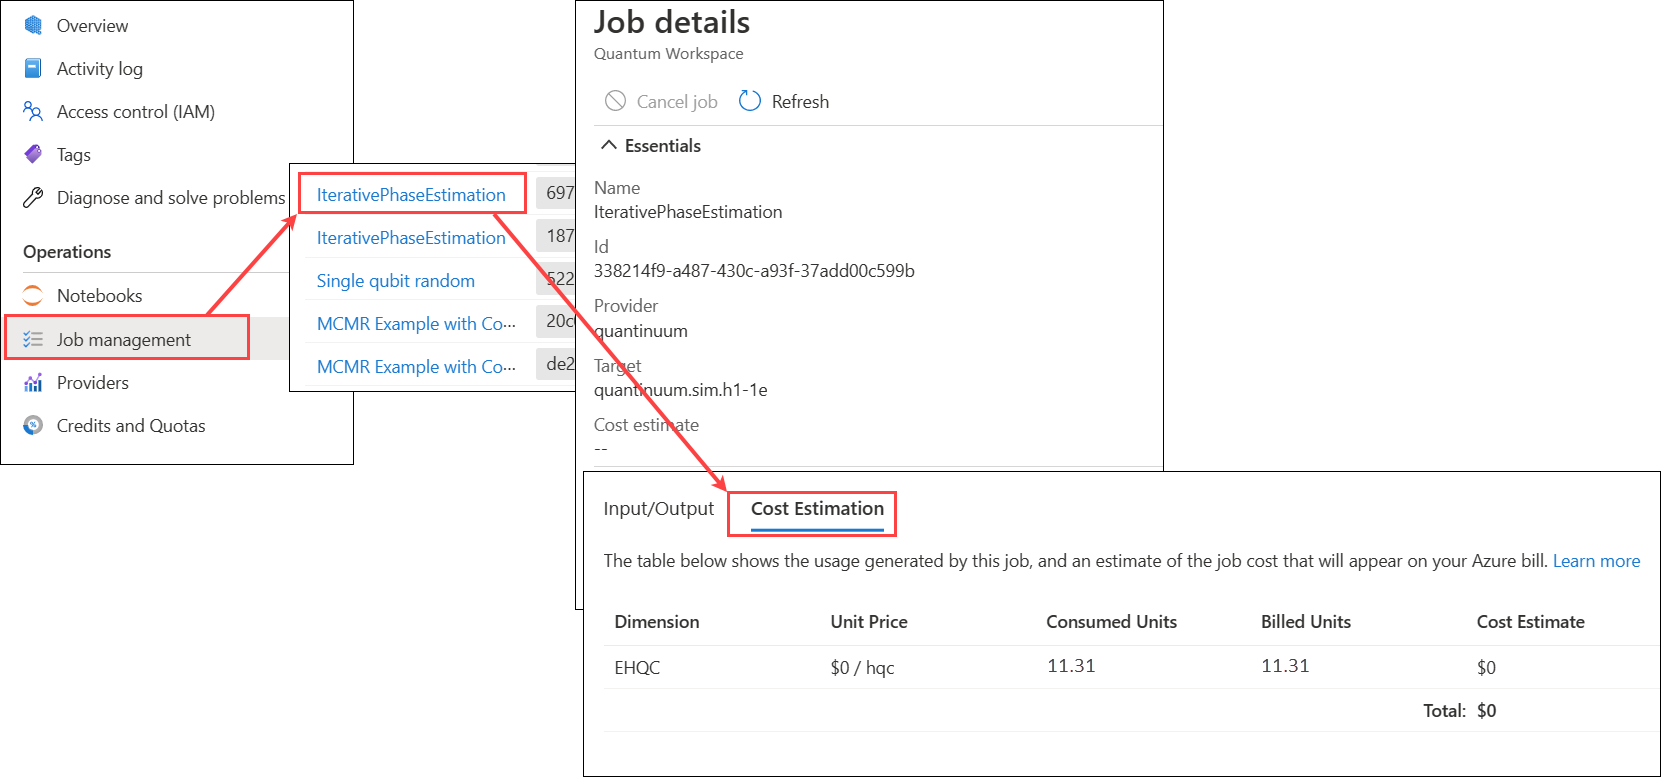 Overview
Activity log
Access control (IAM)
Tags
Diagnose and solve problems
Operations
Notebooks
Job management
Providers
Credits and Quotas
IterativePhaseEstimation 697
IterativePhaseEstimation 187
Single qubit random 522
MCMR Example with Co... 20c
MCMR Example with Co... de2
Job details
Quantum Workspace
Cancel job Refresh
Essentials
Name
IterativePhaseEstimation
Id
338214f9-a487-430c-a93f-37add00c599b
Provider
quantinuum
Target
quantinuum.sim.h1-1e
Cost estimate
--
Input/Output Cost Estimation
The table below shows the usage generated by this job, and an estimate of the job cost that will appear on your Azure bill. Learn more
Dimension Unit Price Consumed Units Billed Units Cost Estimate
EHQC $0 / hqc 11.31 11.31 $0
Total: $0